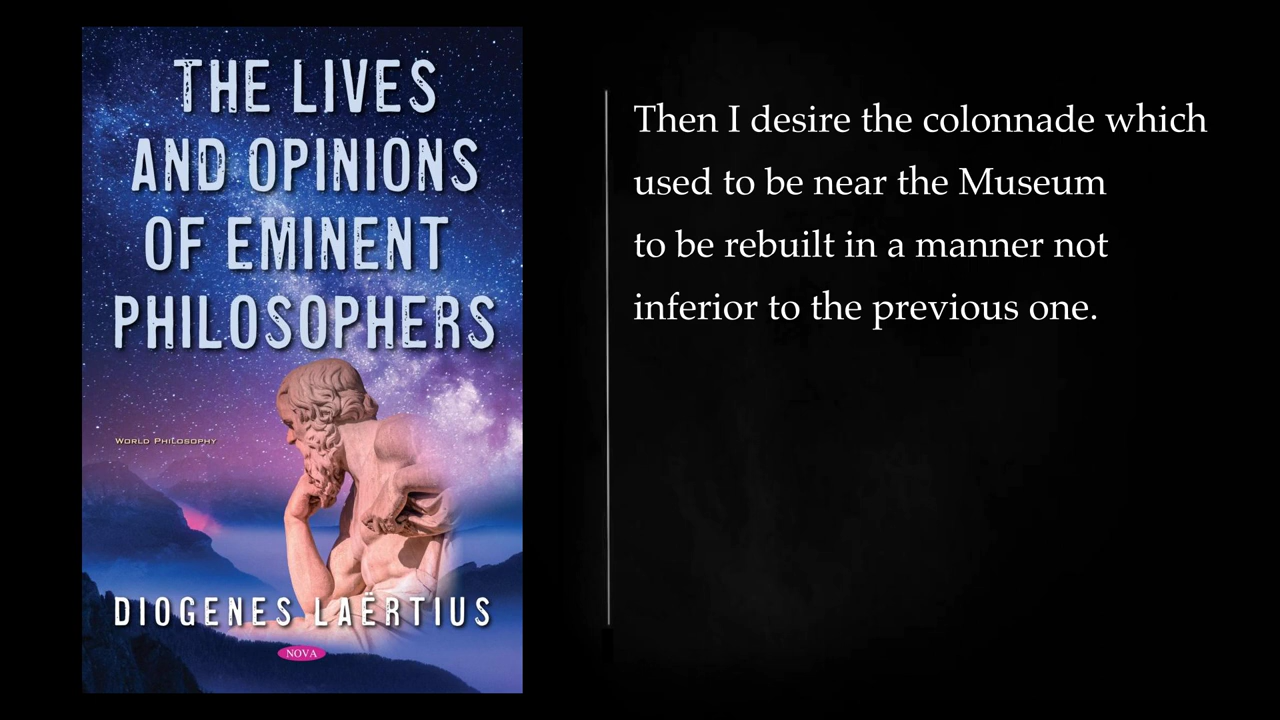 THE LIVES
AND OPINIONS
OF EMINENT
PHILOSOPHERS
WORLD PHILOSOPHY
DIOGENES LAËRTIUS
NOVA
Then I desire the colonnade which
used to be near the Museum
to be rebuilt in a manner not
inferior to the previous one.